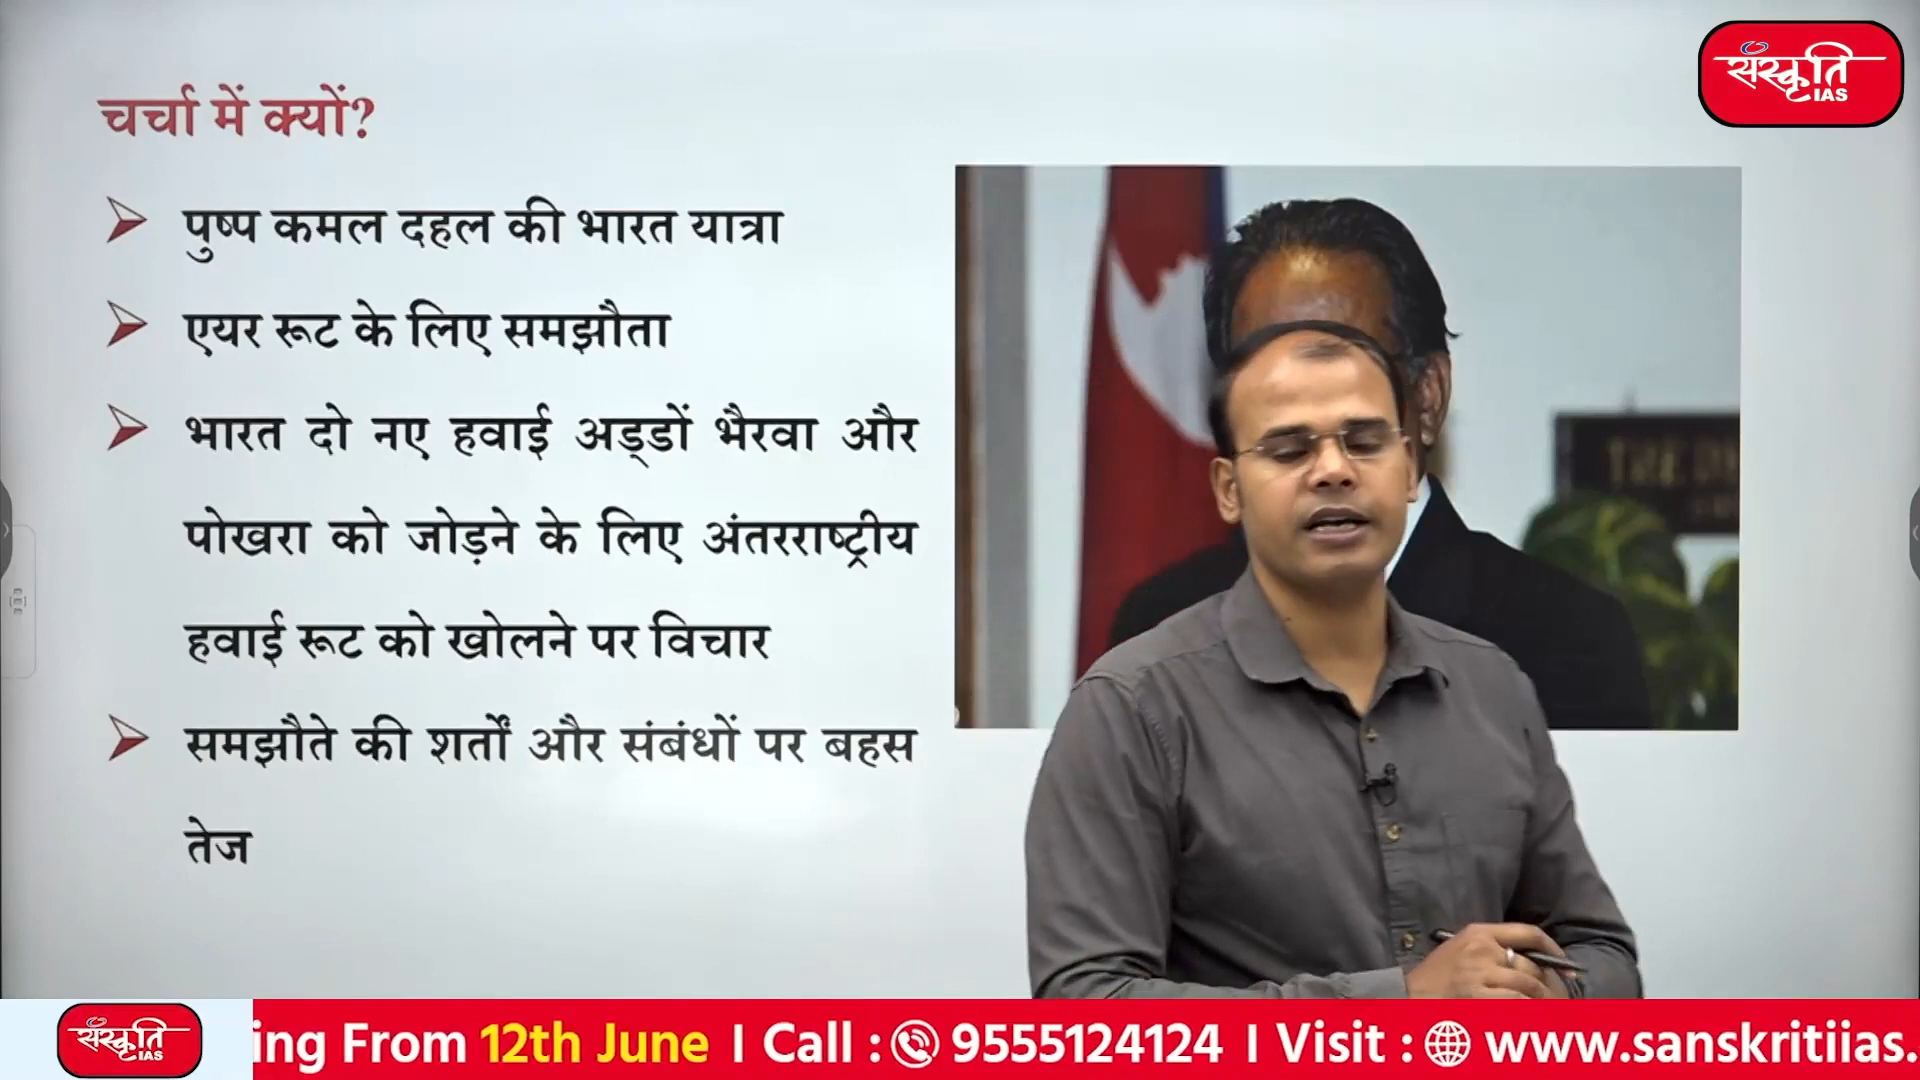 संस्कृति
IAS
चर्चा में क्यों?
पुष्प कमल दहल की भारत यात्रा
एयर रूट के लिए समझौता
भारत दो नए हवाई अड्डों भैरवा और
पोखरा को जोड़ने के लिए अंतरराष्ट्रीय
हवाई रूट को खोलने पर विचार
समझौते की शर्तों और संबंधों पर बहस
तेज
संस्कृति
IAS
ing From 12th June I Call : 9555124124 I Visit : www.sanskritiias.